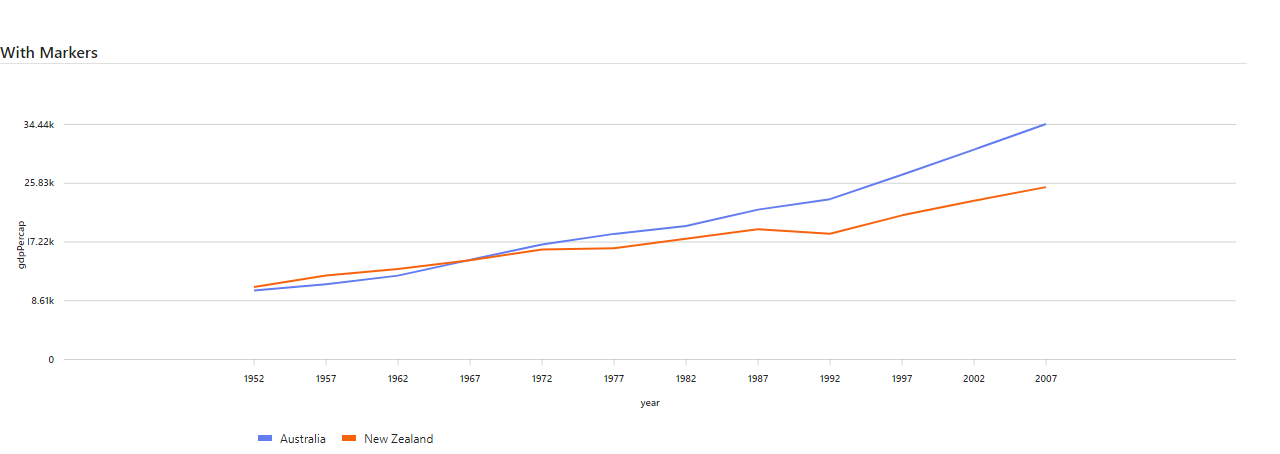 With Markers
34.44k
25.83k
17.22k
8.61k
0
gdpPercap
1952 1957 1962 1967 1972 1977 1982 1987 1992 1997 2002 2007
year
Australia New Zealand